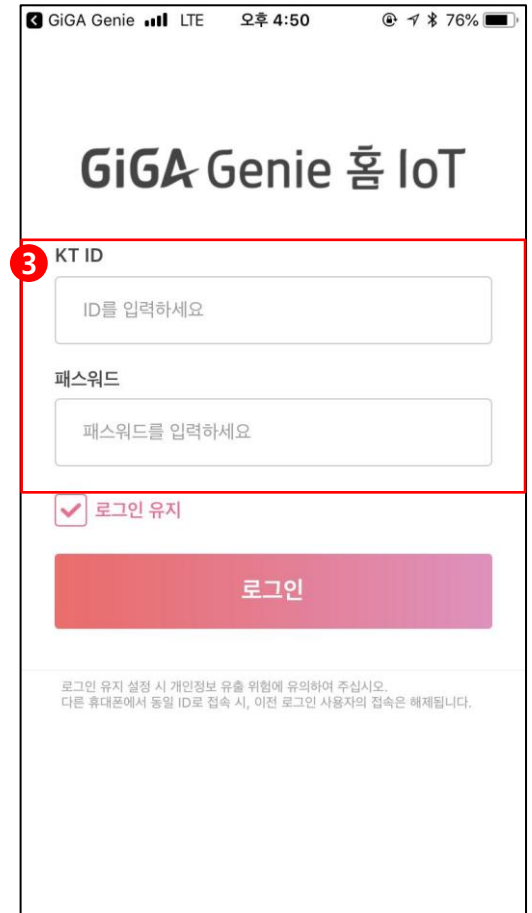 GiGA Genie LTE 오후 4:50 76%
GiGA Genie 홈 IoT
3
KT ID
ID를 입력하세요
패스워드
패스워드를 입력하세요
로그인 유지
로그인
로그인 유지 설정 시 개인정보 유출 위험에 유의하여 주십시오.
다른 휴대폰에서 동일 ID로 접속 시, 이전 로그인 사용자의 접속은 해제됩니다.